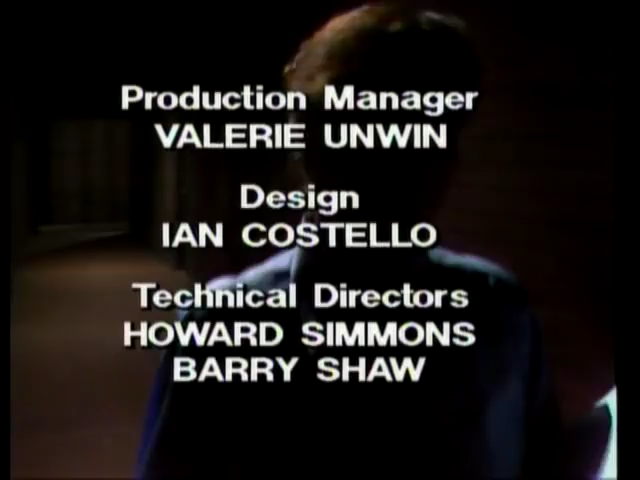 Production Manager
VALERIE UNWIN
Design
IAN COSTELLO
Technical Directors
HOWARD SIMMONS
BARRY SHAW